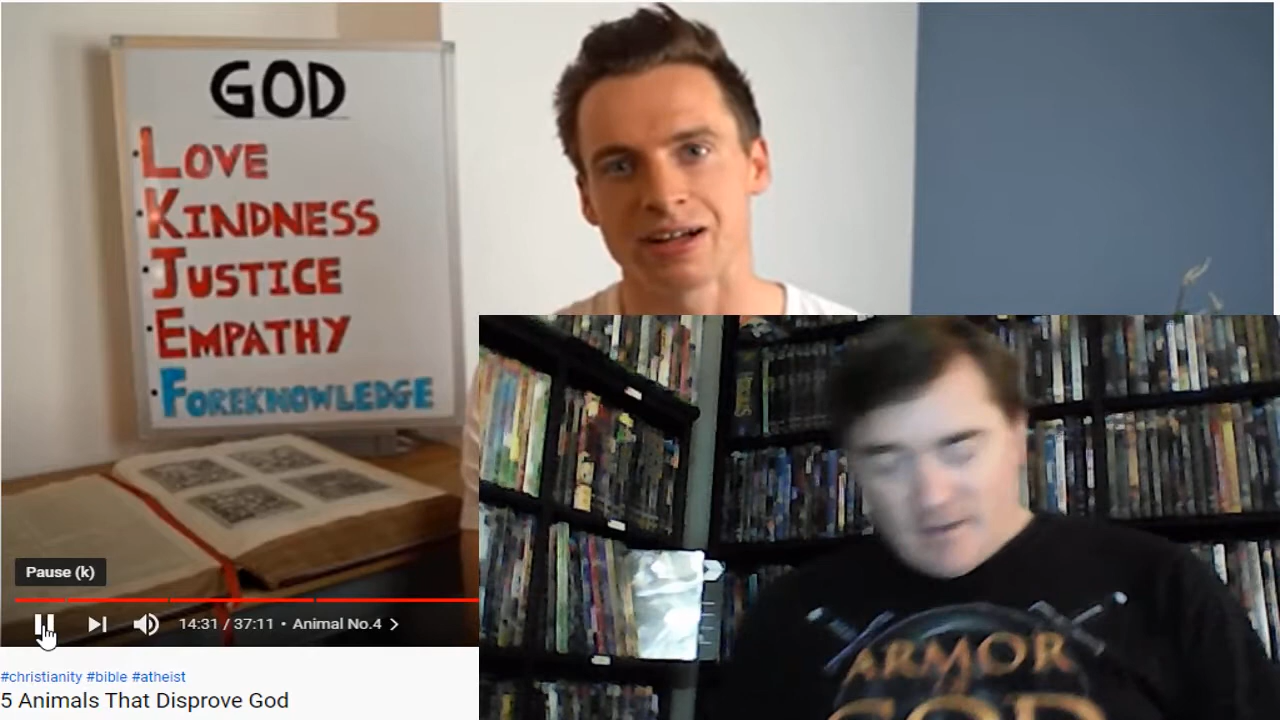 GOD
• LOVE
• KINDNESS
• JUSTICE
• EMPATHY
• FOREKNOWLEDGE
Pause (k)
14:31 / 37:11 • Animal No.4
#christianity #bible #atheist
5 Animals That Disprove God
ARMOR
GOD